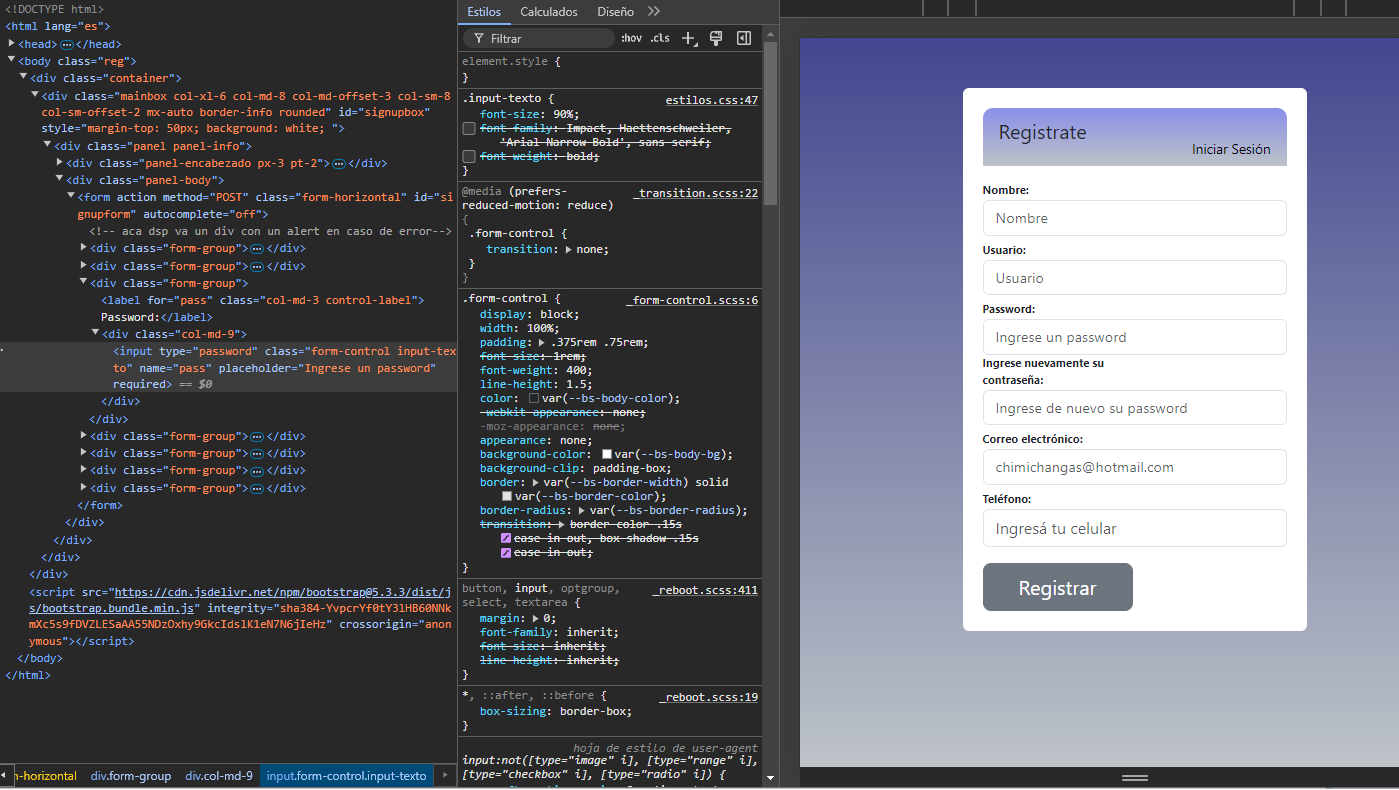 <!DOCTYPE html>
<html lang="es">
<head> ⋯ </head>
<body class="reg">
<div class="container">
<div class="mainbox col-xl-6 col-md-8 col-md-offset-3 col-sm-8
col-sm-offset-2 mx-auto border-info rounded" id="signupbox"
style="margin-top: 50px; background: white; ">
<div class="panel panel-info">
<div class="panel-encabezado px-3 pt-2"> ⋯ </div>
<div class="panel-body">
<form action method="POST" class="form-horizontal" id="si
gnupform" autocomplete="off">
<!-- aca dsp va un div con un alert en caso de error-->
<div class="form-group"> ⋯ </div>
<div class="form-group"> ⋯ </div>
<div class="form-group">
<label for="pass" class="col-md-3 control-label">
Password:</label>
<div class="col-md-9">
<input type="password" class="form-control input-tex
to" name="pass" placeholder="Ingrese un password"
required> == $0
</div>
</div>
<div class="form-group"> ⋯ </div>
<div class="form-group"> ⋯ </div>
<div class="form-group"> ⋯ </div>
<div class="form-group"> ⋯ </div>
</form>
</div>
</div>
</div>
</div>
<script src="https://cdn.jsdelivr.net/npm/bootstrap@5.3.3/dist/j
s/bootstrap.bundle.min.js" integrity="sha384-YvpcrYf0tY3lHB60NNk
mXc5s9fDVZLESaAA55NDzOxhy9GkcIdslK1eN7N6jIeHz" crossorigin="anon
ymous"></script>
</body>
</html>
n-horizontal div.form-group div.col-md-9 input.form-control.input-texto
Estilos Calculados Diseño
Filtrar :hov .cls
element.style {
}
.input-texto { estilos.css:47
font-size: 90%;
font-family: Impact, Haettenschweiler,
'Arial Narrow Bold', sans-serif;
font-weight: bold;
}
@media (prefers- _transition.scss:22
reduced-motion: reduce)
{
.form-control {
transition: none;
}
}
.form-control { _form-control.scss:6
display: block;
width: 100%;
padding: .375rem .75rem;
font-size: 1rem;
font-weight: 400;
line-height: 1.5;
color: var(--bs-body-color);
-webkit-appearance: none;
-moz-appearance: none;
appearance: none;
background-color: var(--bs-body-bg);
background-clip: padding-box;
border: var(--bs-border-width) solid
var(--bs-border-color);
border-radius: var(--bs-border-radius);
transition: border-color .15s
ease-in-out, box-shadow .15s
ease-in-out;
}
button, input, optgroup, _reboot.scss:411
select, textarea {
margin: 0;
font-family: inherit;
font-size: inherit;
line-height: inherit;
}
*, ::after, ::before { _reboot.scss:19
box-sizing: border-box;
}
hoja de estilo de user-agent
input:not([type="image" i], [type="range" i],
[type="checkbox" i], [type="radio" i]) {
Registrate
Iniciar Sesión
Nombre:
Nombre
Usuario:
Usuario
Password:
Ingrese un password
Ingrese nuevamente su
contraseña:
Ingrese de nuevo su password
Correo electrónico:
chimichangas@hotmail.com
Teléfono:
Ingresá tu celular
Registrar